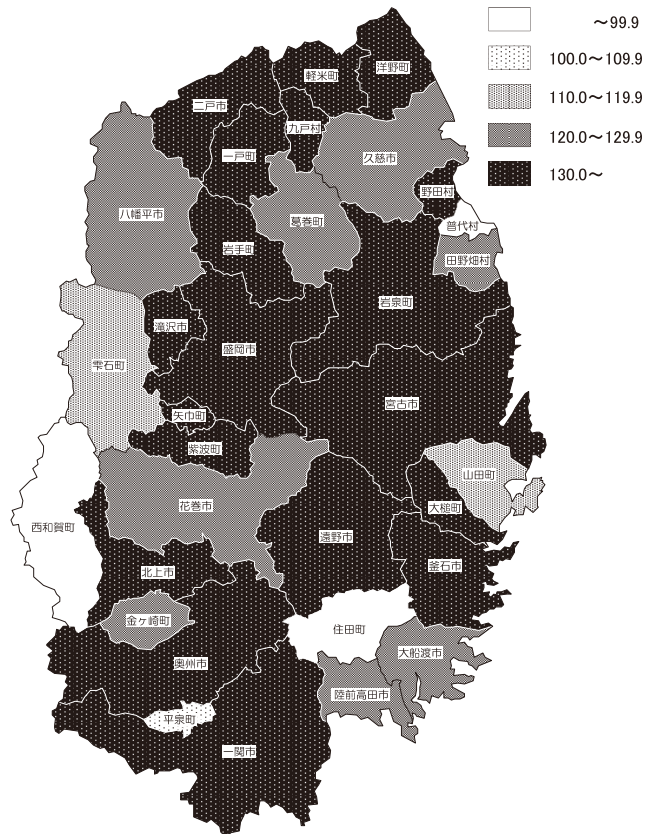 ～99.9
100.0～109.9
110.0～119.9
120.0～129.9
130.0～
洋野町
軽米町
二戸市
九戸村
一戸町
久慈市
野田村
八幡平市
葛巻町
普代村
岩手町
田野畑村
岩泉町
滝沢市
盛岡市
雫石町
宮古市
矢巾町
紫波町
山田町
花巻市
大槌町
西和賀町
遠野市
釜石市
北上市
金ヶ崎町
住田町
大船渡市
奥州市
陸前高田市
平泉町
一関市